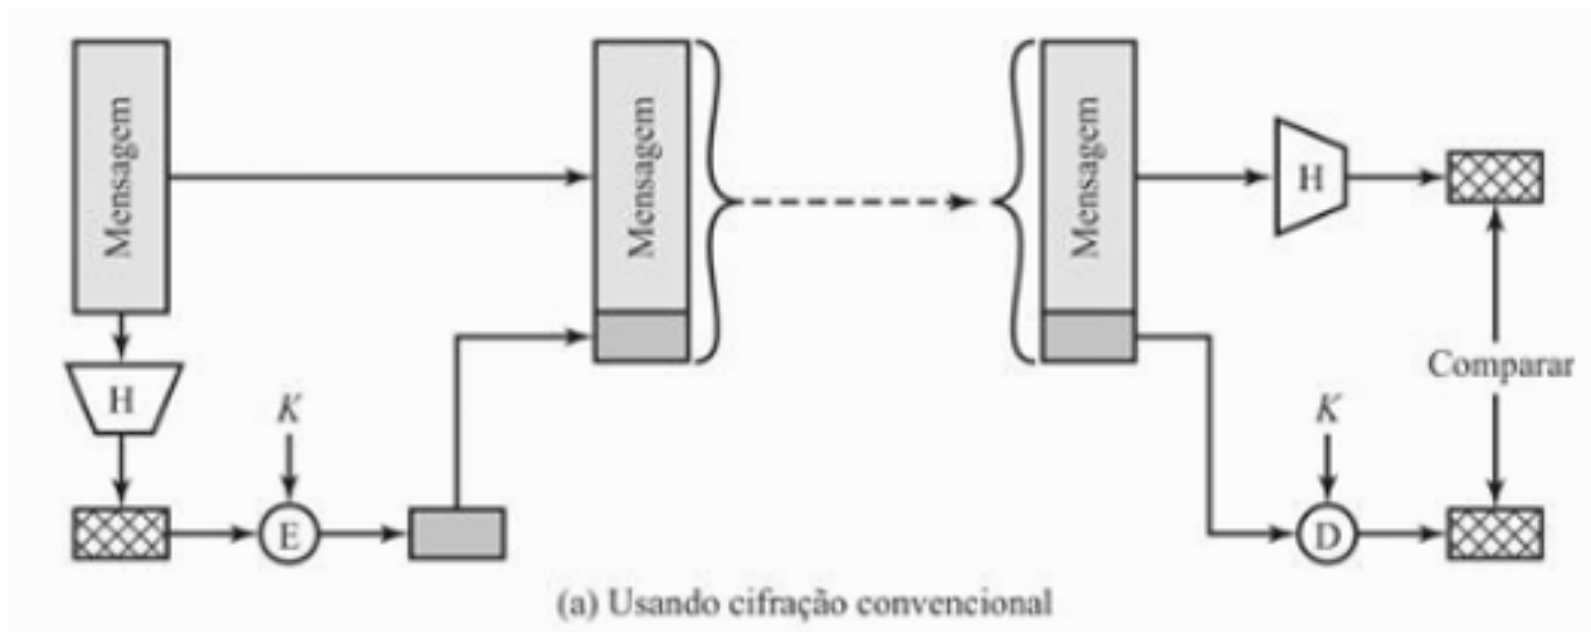 Mensagem
Mensagem
Mensagem
H
H
K
E
K
D
Comparar
(a) Usando cifração convencional